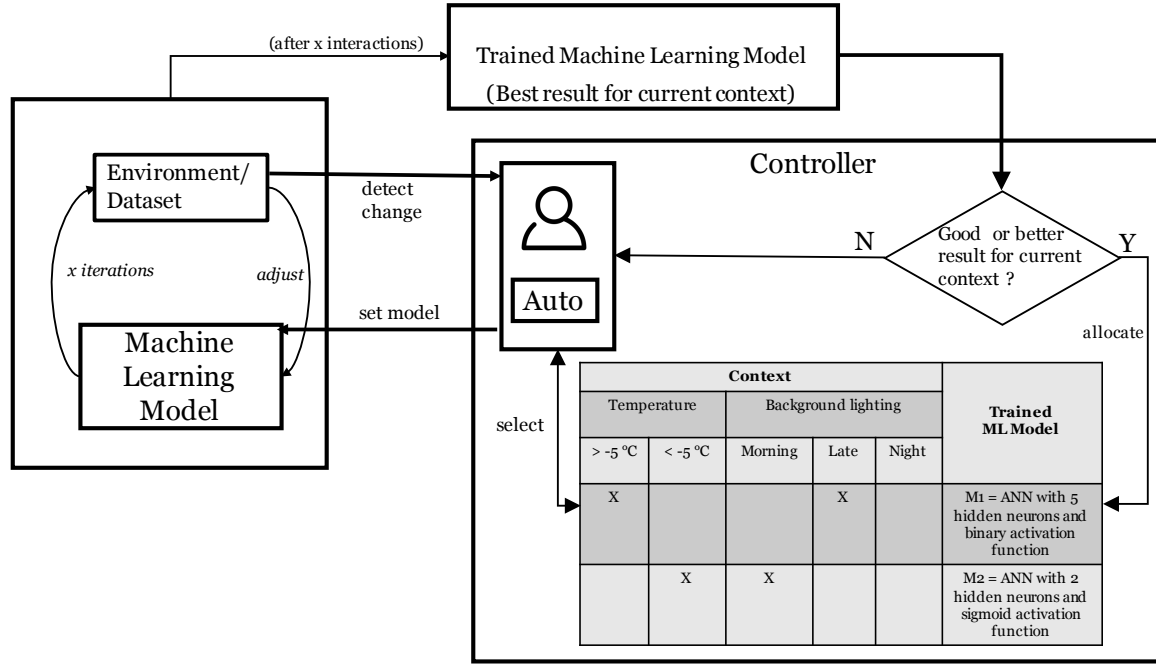 (after x interactions)
Trained Machine Learning Model
(Best result for current context)
Controller
Environment/
Dataset
detect
change
x iterations
adjust
Auto
set model
Machine
Learning
Model
N
Good or better
result for current
context ?
Y
allocate
select
Context
Trained
ML Model
Temperature
Background lighting
> -5 °C
< -5 °C
Morning
Late
Night
X
X
M1 = ANN with 5
hidden neurons and
binary activation
function
X
X
M2 = ANN with 2
hidden neurons and
sigmoid activation
function